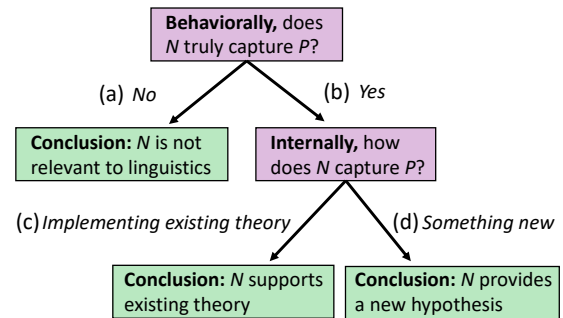 Behaviorally, does
N truly capture P?
(a) No
(b) Yes
Conclusion: N is not
relevant to linguistics
Internally, how
does N capture P?
(c) Implementing existing theory
(d) Something new
Conclusion: N supports
existing theory
Conclusion: N provides
a new hypothesis